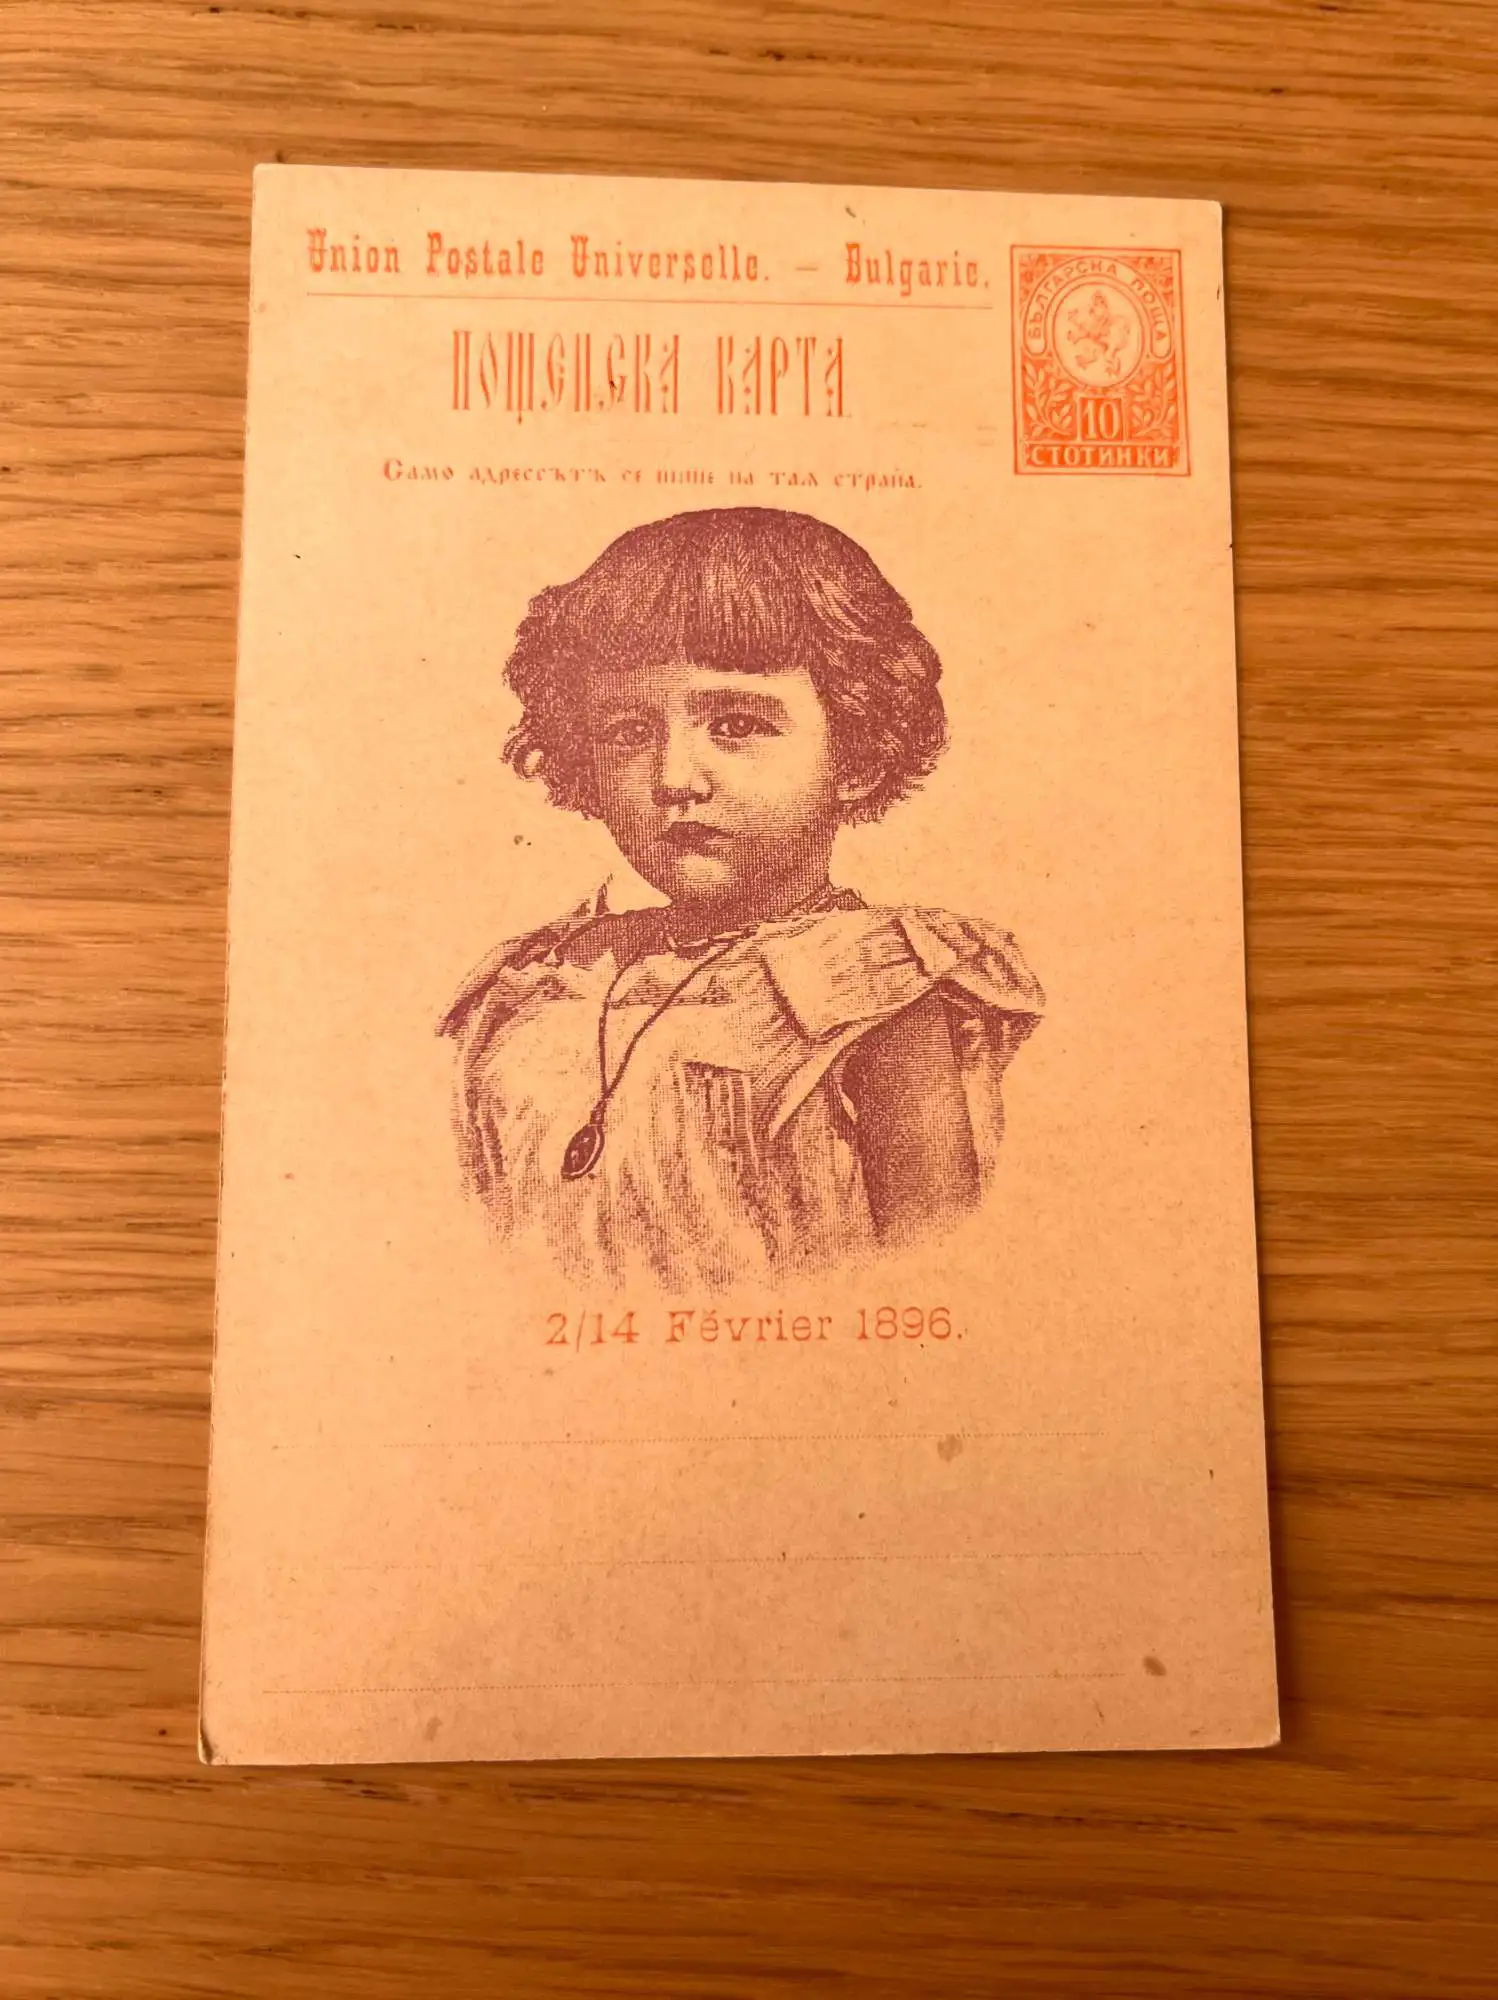 Union Postale Universelle. — Bulgarie.
ПОЩЕНСКА КАРТА
Само адрессътъ се пише на тая страна.
БЪЛГАРСКА ПОЩА
10
СТОТИНКИ
2/14 Février 1896.